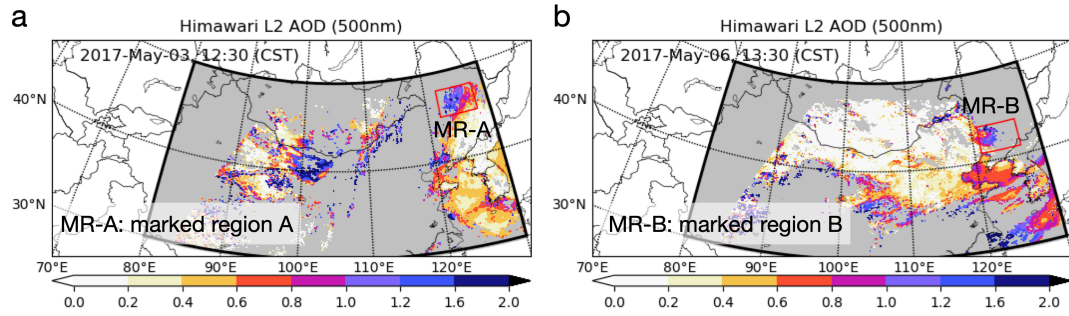 a
Himawari L2 AOD (500nm)
2017-May-03, 12:30 (CST)
40°N
MR-A
30°N
MR-A: marked region A
70°E 80°E 90°E 100°E 110°E 120°E
0.0 0.2 0.4 0.6 0.8 1.0 1.2 1.6 2.0
b
Himawari L2 AOD (500nm)
2017-May-06, 13:30 (CST)
40°N
MR-B
30°N
MR-B: marked region B
70°E 80°E 90°E 100°E 110°E 120°E
0.0 0.2 0.4 0.6 0.8 1.0 1.2 1.6 2.0